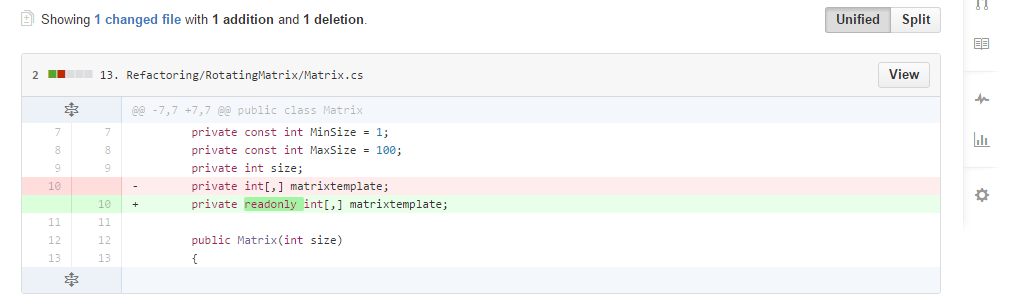 Showing 1 changed file with 1 addition and 1 deletion.
Unified Split
2 13. Refactoring/RotatingMatrix/Matrix.cs View
@@ -7,7 +7,7 @@ public class Matrix
7 7 private const int MinSize = 1;
8 8 private const int MaxSize = 100;
9 9 private int size;
10 - private int[,] matrixtemplate;
10 + private readonly int[,] matrixtemplate;
11 11
12 12 public Matrix(int size)
13 13 {